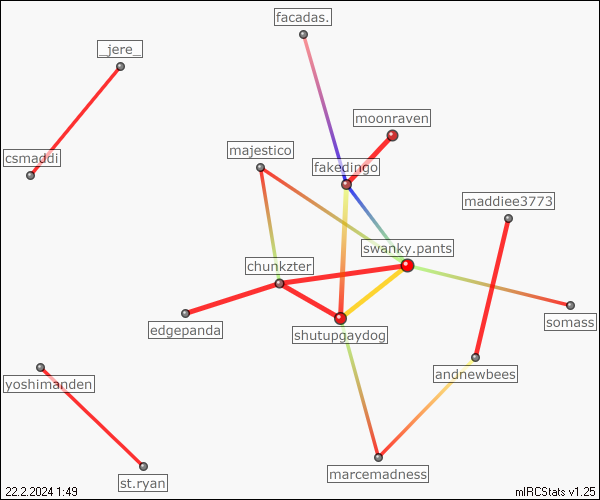 facadas.
_jere_
moonraven
majestico
csmaddi
fakedingo
maddiee3773
swanky.pants
chunkzter
edgepanda
somass
shutupgaydog
andnewbees
yoshimanden
marcemadness
st.ryan
22.2.2024 1:49
mIRCStats v1.25